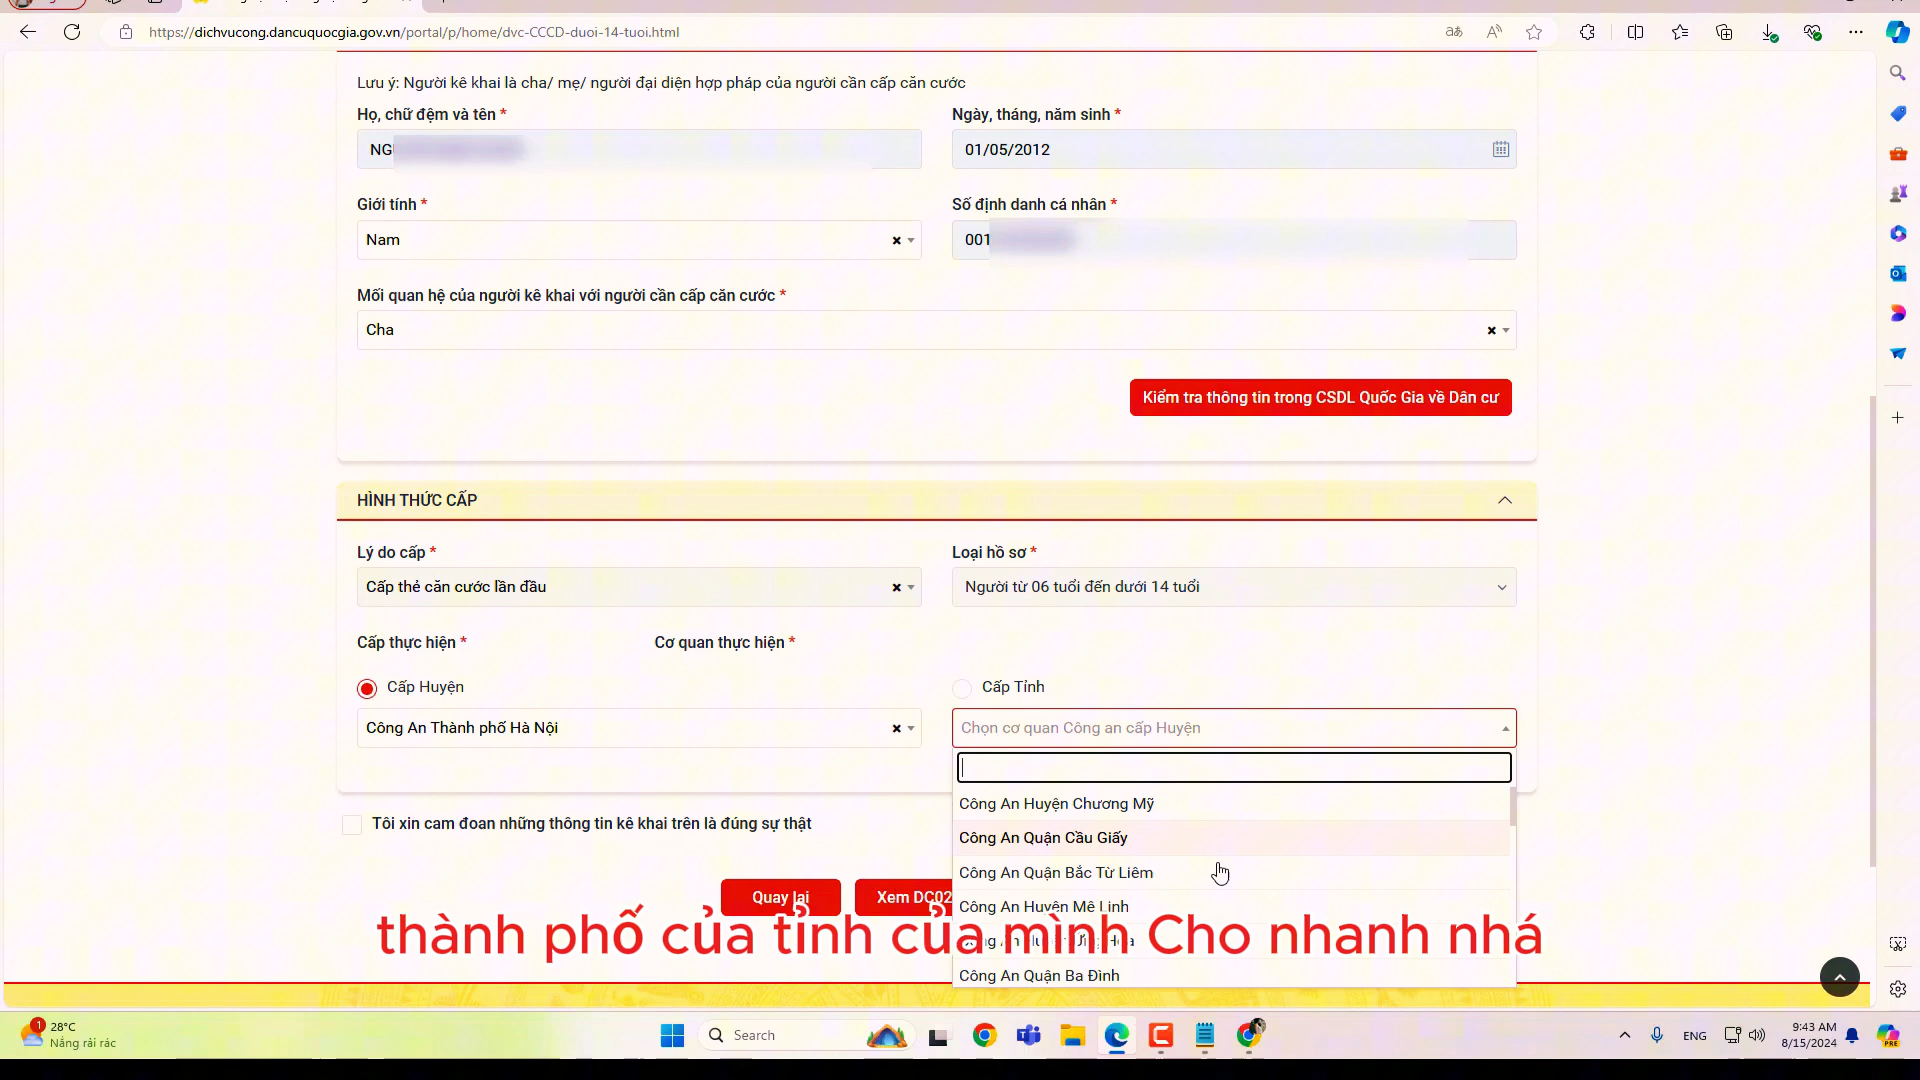 https://dichvucong.dancuquocgia.gov.vn/portal/p/home/dvc-CCCD-duoi-14-tuoi.html
Lưu ý: Người kê khai là cha/ mẹ/ người đại diện hợp pháp của người cần cấp căn cước
Họ, chữ đệm và tên *
Ngày, tháng, năm sinh *
NG
01/05/2012
Giới tính *
Số định danh cá nhân *
Nam
001
Mối quan hệ của người kê khai với người cần cấp căn cước *
Cha
Kiểm tra thông tin trong CSDL Quốc Gia về Dân cư
HÌNH THỨC CẤP
Lý do cấp *
Loại hồ sơ *
Cấp thẻ căn cước lần đầu
Người từ 06 tuổi đến dưới 14 tuổi
Cấp thực hiện *
Cơ quan thực hiện *
Cấp Huyện
Cấp Tỉnh
Công An Thành phố Hà Nội
Chọn cơ quan Công an cấp Huyện
Công An Huyện Chương Mỹ
Tôi xin cam đoan những thông tin kê khai trên là đúng sự thật
Công An Quận Cầu Giấy
Công An Quận Bắc Từ Liêm
Quay lại
Xem DC02
Công An Huyện Mê Linh
thành phố của tỉnh của mình Cho nhanh nhá
Công An Quận Ba Đình
1
28°C
Nắng rải rác
Search
ENG
9:43 AM
8/15/2024
PRE